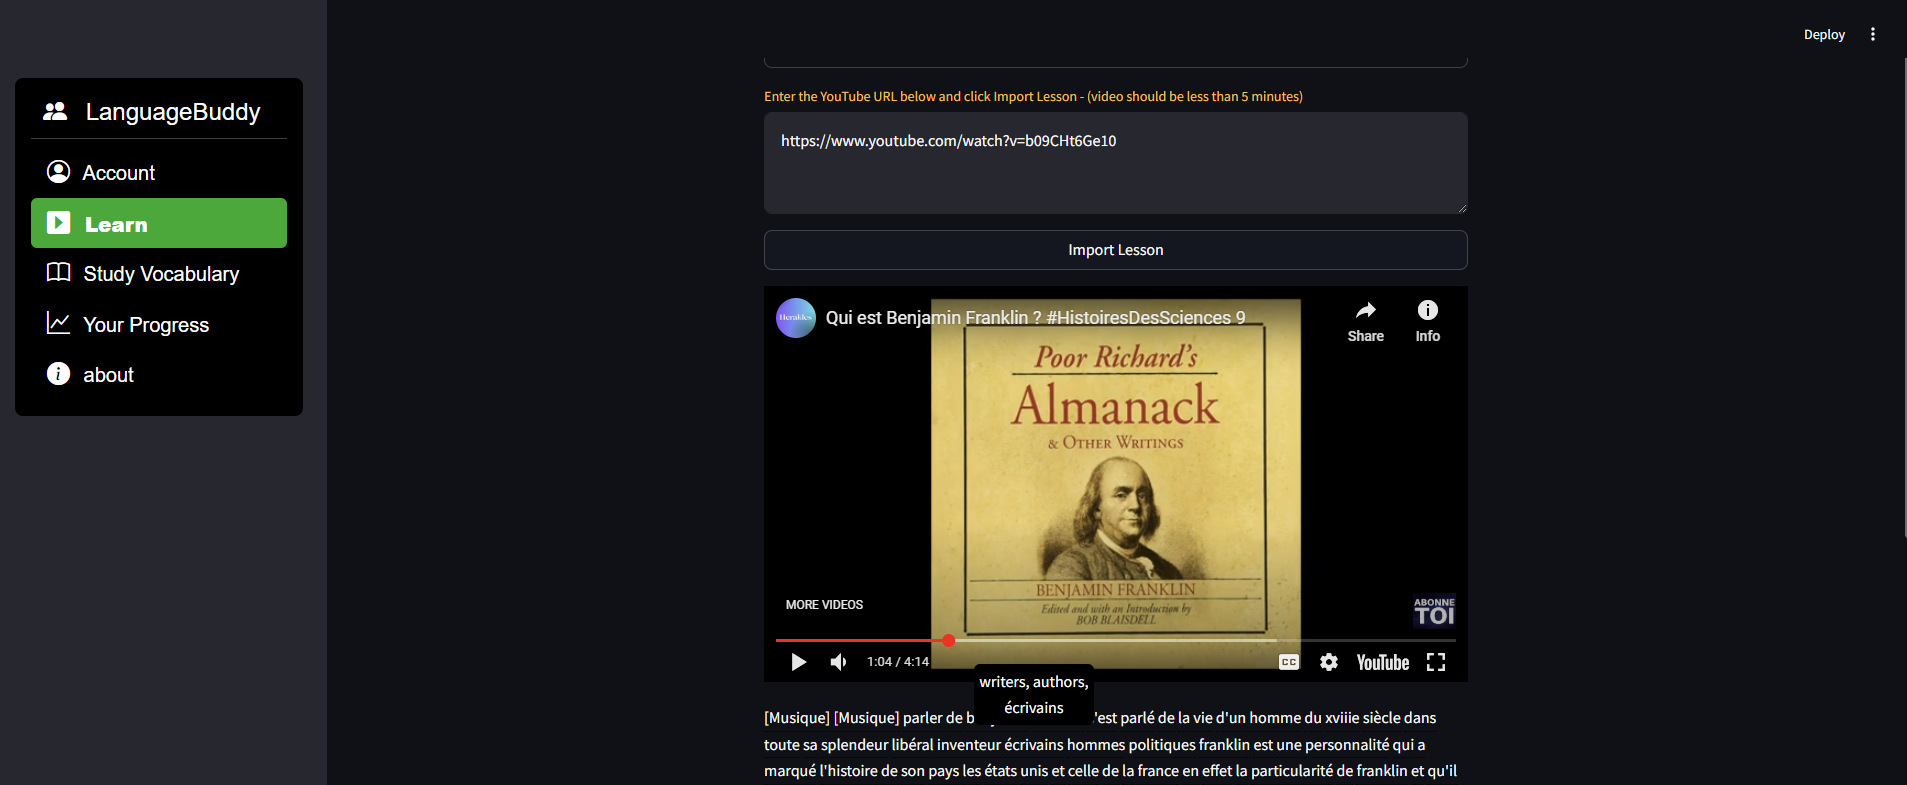 Deploy
LanguageBuddy
Account
Learn
Study Vocabulary
Your Progress
about
Enter the YouTube URL below and click Import Lesson - (video should be less than 5 minutes)
https://www.youtube.com/watch?v=b09CHt6Ge10
Import Lesson
Herakles
Qui est Benjamin Franklin ? #HistoiresDesSciences 9
Share
Info
Poor Richard's
Almanack
& OTHER WRITINGS
BENJAMIN FRANKLIN
Edited and with an Introduction by
BOB BLAISDELL
MORE VIDEOS
ABONNE
TOI
1:04 / 4:14
CC
YouTube
writers, authors,
écrivains
[Musique] [Musique] parler de 'est parlé de la vie d'un homme du xviiie siècle dans
toute sa splendeur libéral inventeur écrivains hommes politiques franklin est une personnalité qui a
marqué l'histoire de son pays les états unis et celle de la france en effet la particularité de franklin et qu'il